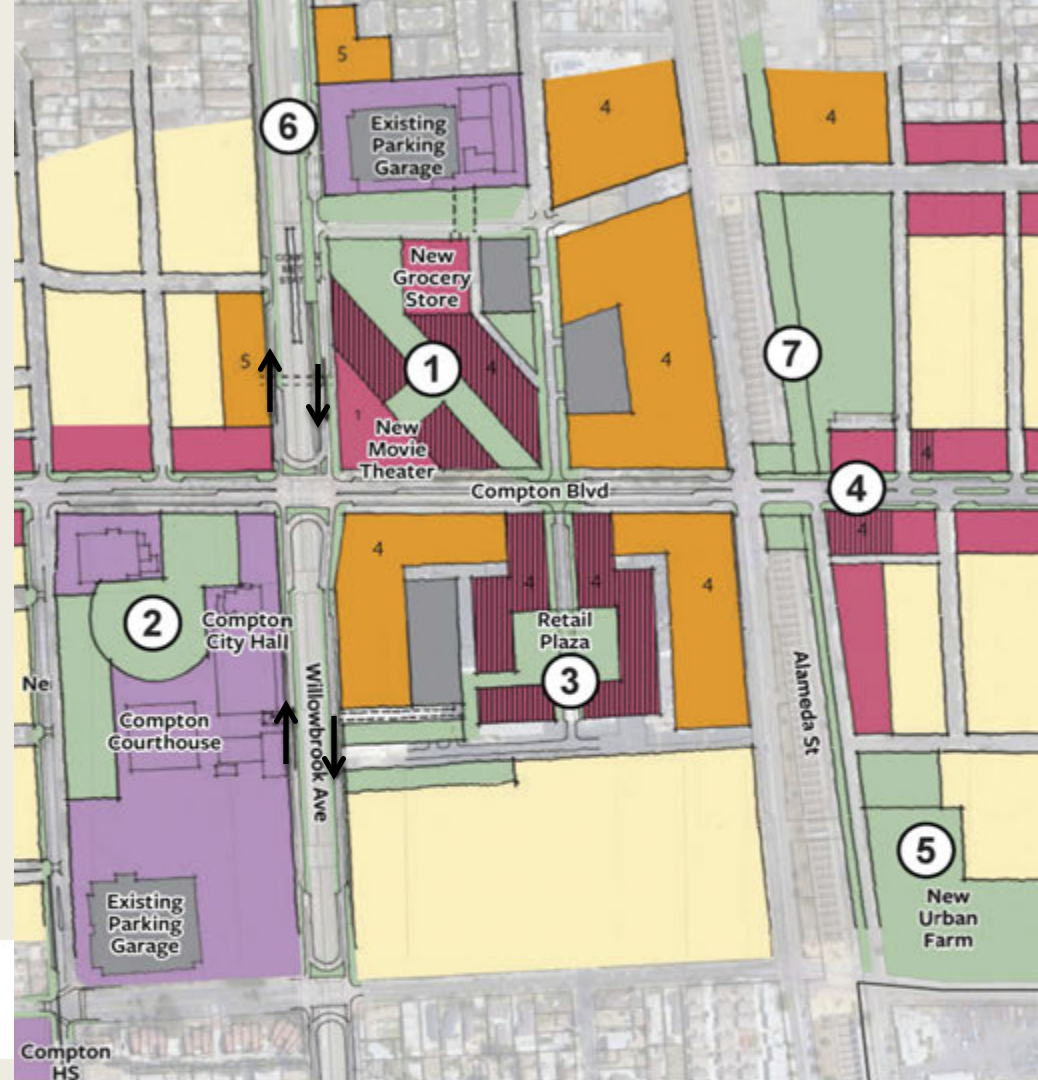 5
6
Existing
Parking
Garage
4
4
New
Grocery
Store
5
1
4
4
7
1
New
Movie
Theater
4
4
Compton Blvd
4
4
4
4
4
2
Compton
City Hall
Retail
Plaza
3
Ne
Compton
Courthouse
Willowbrook Ave
Alameda St
5
New
Urban
Farm
Existing
Parking
Garage
Compton
HS